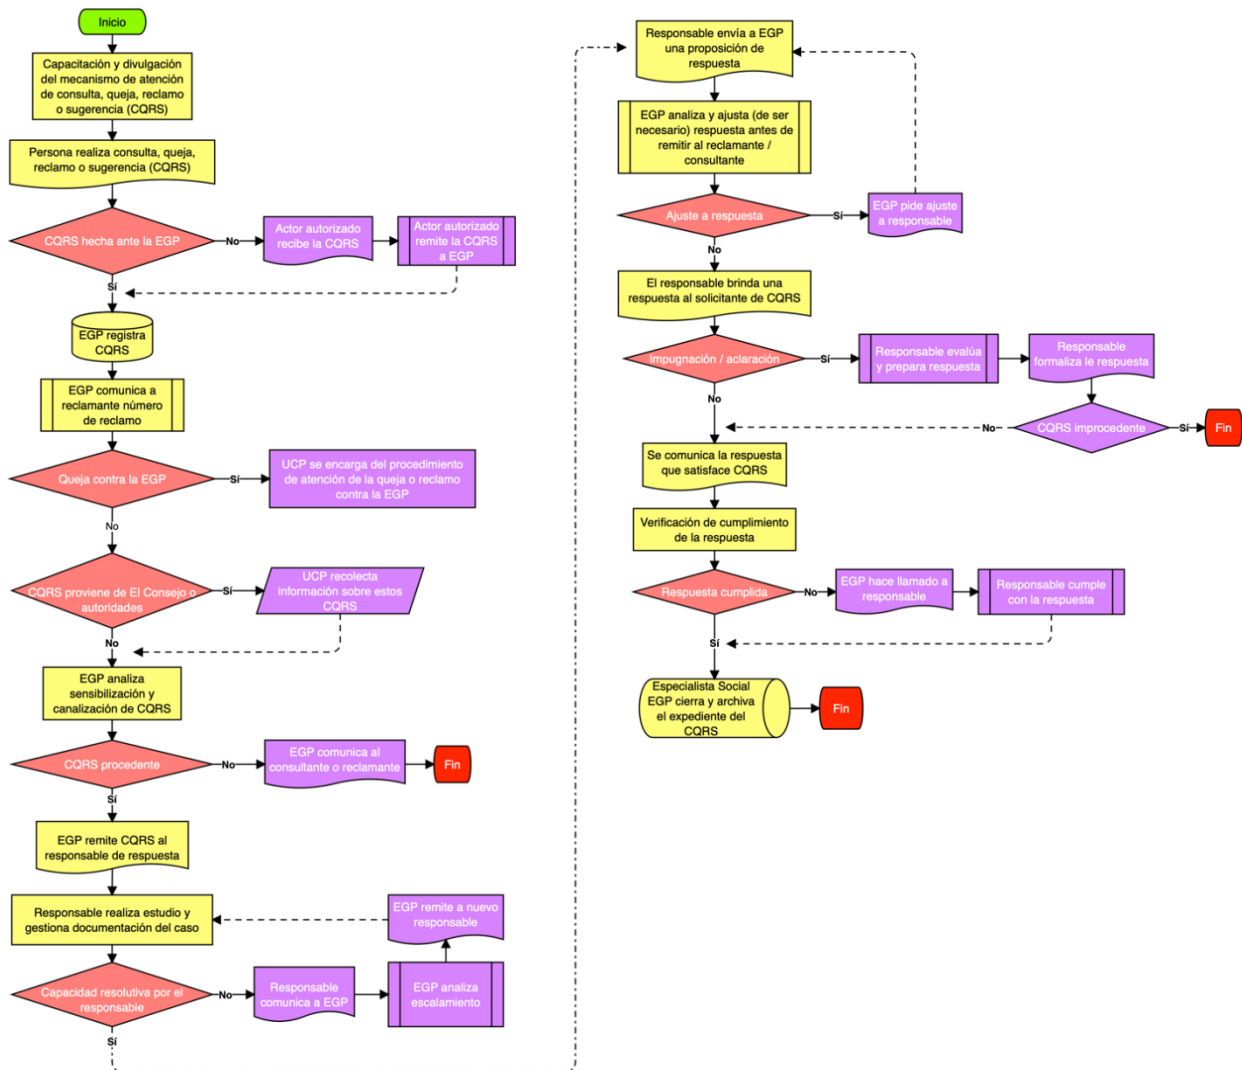 Inicio
Capacitación y divulgación
del mecanismo de atención
de consulta, queja, reclamo
o sugerencia (CQRS)
Persona realiza consulta, queja,
reclamo o sugerencia (CQRS)
CQRS hecha ante la EGP
No
Actor autorizado
recibe la CQRS
Actor autorizado
remite la CQRS
a EGP
Sí
EGP registra
CQRS
EGP comunica a
reclamante número
de reclamo
Queja contra la EGP
Sí
UCP se encarga del procedimiento
de atención de la queja o reclamo
contra la EGP
No
CQRS proviene de El Consejo o
autoridades
Sí
UCP recolecta
información sobre estos
CQRS
No
EGP analiza
sensibilización y
canalización de CQRS
CQRS procedente
No
EGP comunica al
consultante o reclamante
Fin
Sí
EGP remite CQRS al
responsable de respuesta
Responsable realiza estudio y
gestiona documentación del caso
EGP remite a nuevo
responsable
Capacidad resolutiva por el
responsable
No
Responsable
comunica a EGP
EGP analiza
escalamiento
Sí
Responsable envía a EGP
una proposición de
respuesta
EGP analiza y ajusta (de ser
necesario) respuesta antes de
remitir al reclamante /
consultante
Ajuste a respuesta
Sí
EGP pide ajuste
a responsable
No
El responsable brinda una
respuesta al solicitante de CQRS
Impugnación / aclaración
Sí
Responsable evalúa
y prepara respuesta
Responsable
formaliza le respuesta
No
CQRS improcedente
No
Sí
Fin
Se comunica la respuesta
que satisface CQRS
Verificación de cumplimiento
de la respuesta
Respuesta cumplida
No
EGP hace llamado a
responsable
Responsable cumple
con la respuesta
Sí
Especialista Social
EGP cierra y archiva
el expediente del
CQRS
Fin